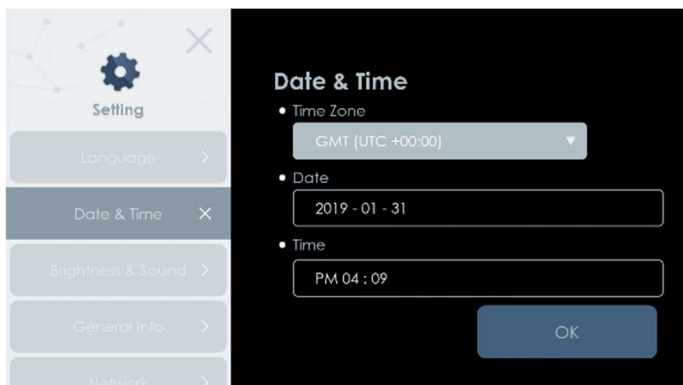 Setting
Language
Date & Time
Brightness & Sound
General Info
Network
Date & Time
Time Zone
GMT (UTC +00:00)
Date
2019 - 01 - 31
Time
PM 04 : 09
OK